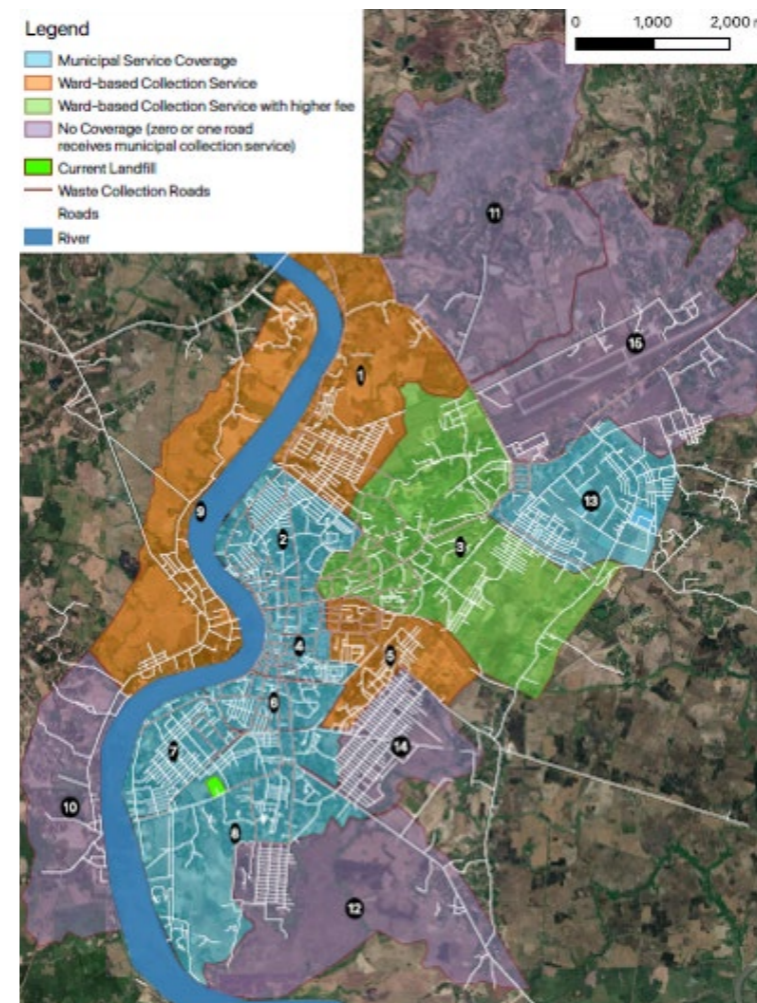 Legend
Municipal Service Coverage
Ward-based Collection Service
Ward-based Collection Service with higher fee
No Coverage (zero or one road
receives municipal collection service)
Current Landfill
Waste Collection Roads
Roads
River
0 1,000 2,000 m
11
15
1
13
9
2
3
4
5
6
14
7
10
8
12